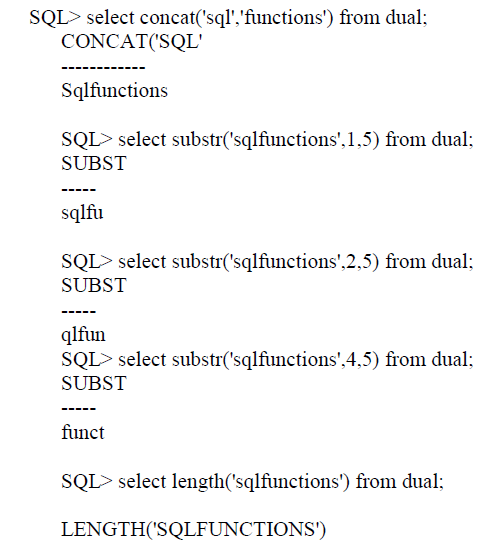 SQL> select concat('sql','functions') from dual;
CONCAT('SQL'
------------
Sqlfunctions
SQL> select substr('sqlfunctions',1,5) from dual;
SUBST
-----
sqlfu
SQL> select substr('sqlfunctions',2,5) from dual;
SUBST
-----
qlfun
SQL> select substr('sqlfunctions',4,5) from dual;
SUBST
-----
funct
SQL> select length('sqlfunctions') from dual;
LENGTH('SQLFUNCTIONS')